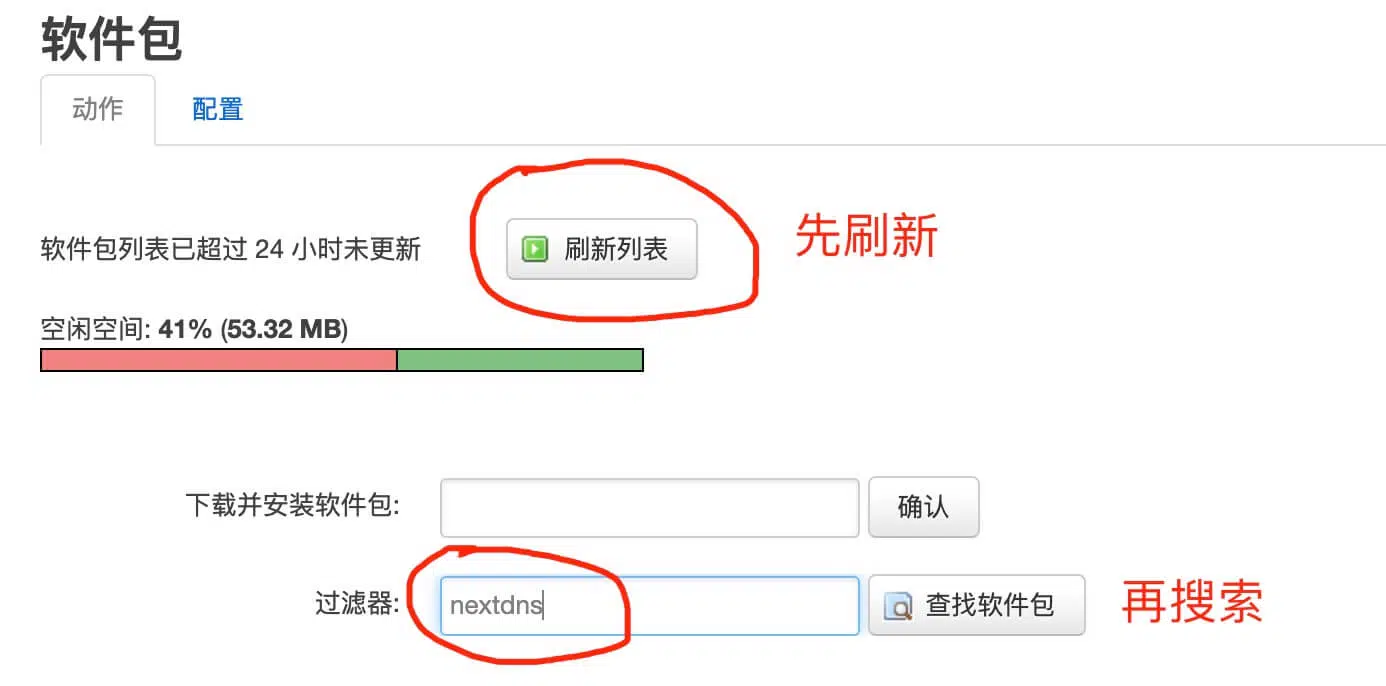 软件包
动作 配置
软件包列表已超过 24 小时未更新 刷新列表 先刷新
空闲空间: 41% (53.32 MB)
下载并安装软件包: 确认
过滤器: nextdns 查找软件包 再搜索